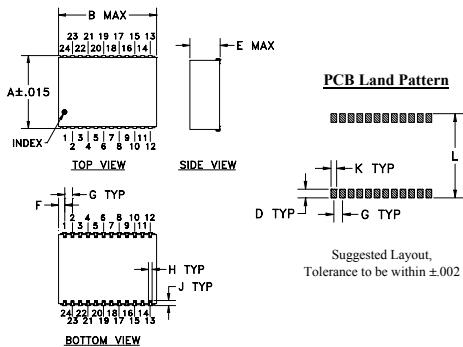 B MAX
23 21 19 17 15 13
24 22 20 18 16 14
E MAX
A±.015
INDEX
1 3 5 7 9 11
2 4 6 8 10 12
TOP VIEW
SIDE VIEW
G TYP
F
2 4 6 8 10 12
1 3 5 7 9 11
H TYP
J TYP
24 22 20 18 16 14
23 21 19 17 15 13
BOTTOM VIEW
PCB Land Pattern
K TYP
L
D TYP
G TYP
Suggested Layout,
Tolerance to be within ±.002